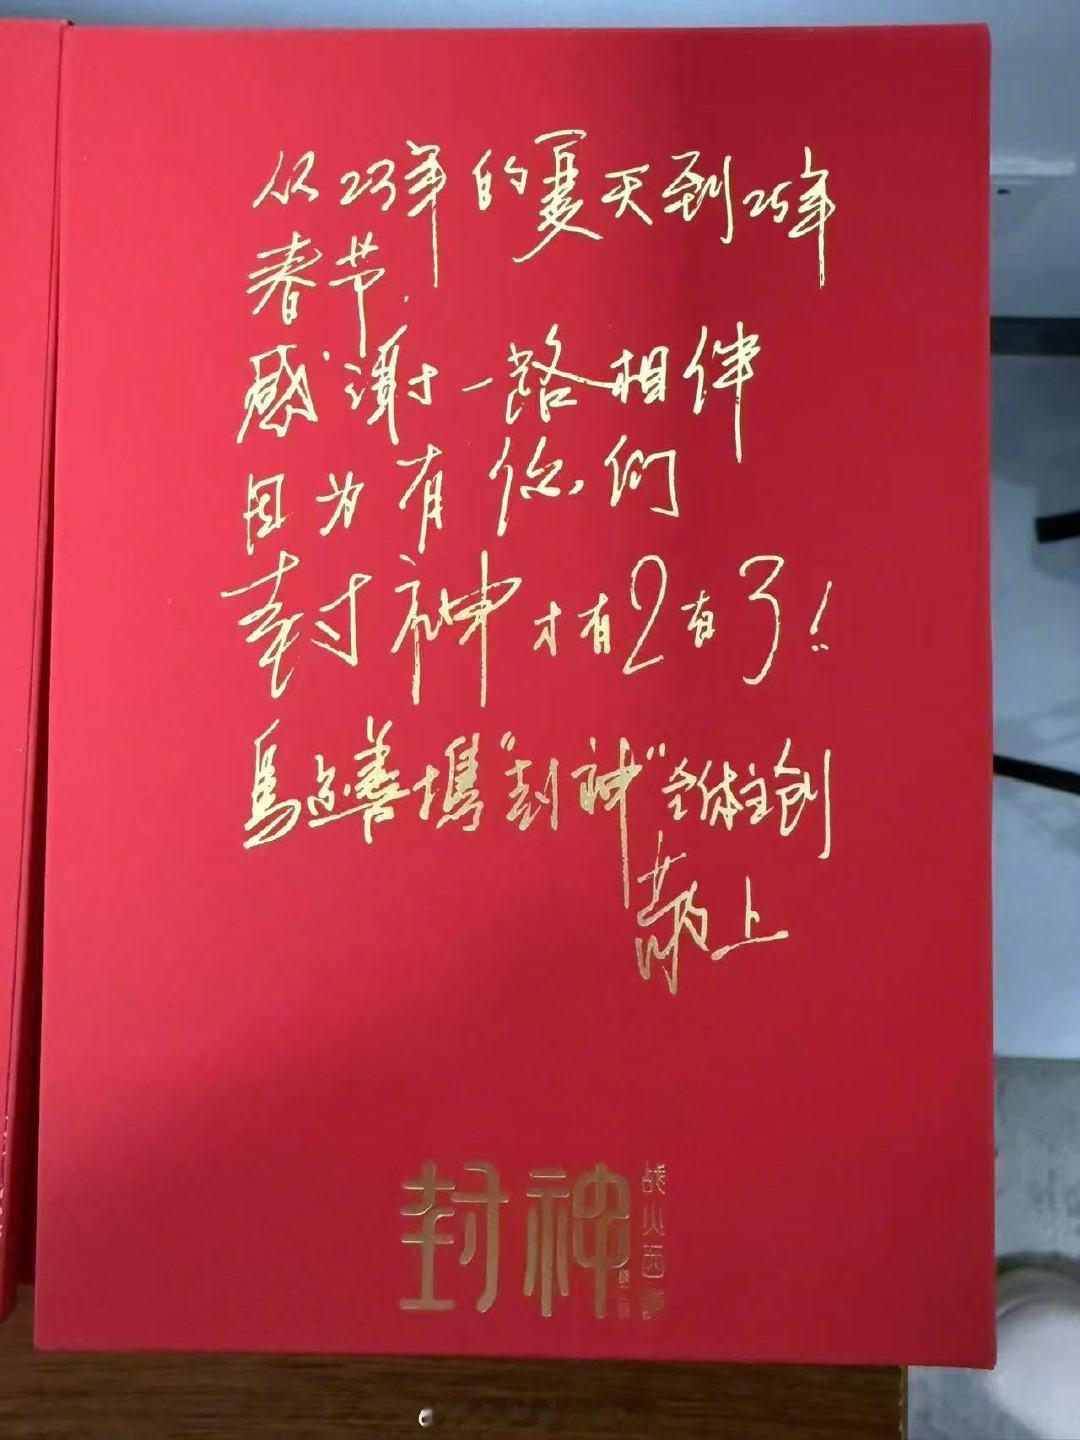 从23年的夏天到25年
春节.
感谢一路相伴
因为有你们
封神才有2有3!
乌尔善携“封神”全体主创
敬上
封神
战火西岐